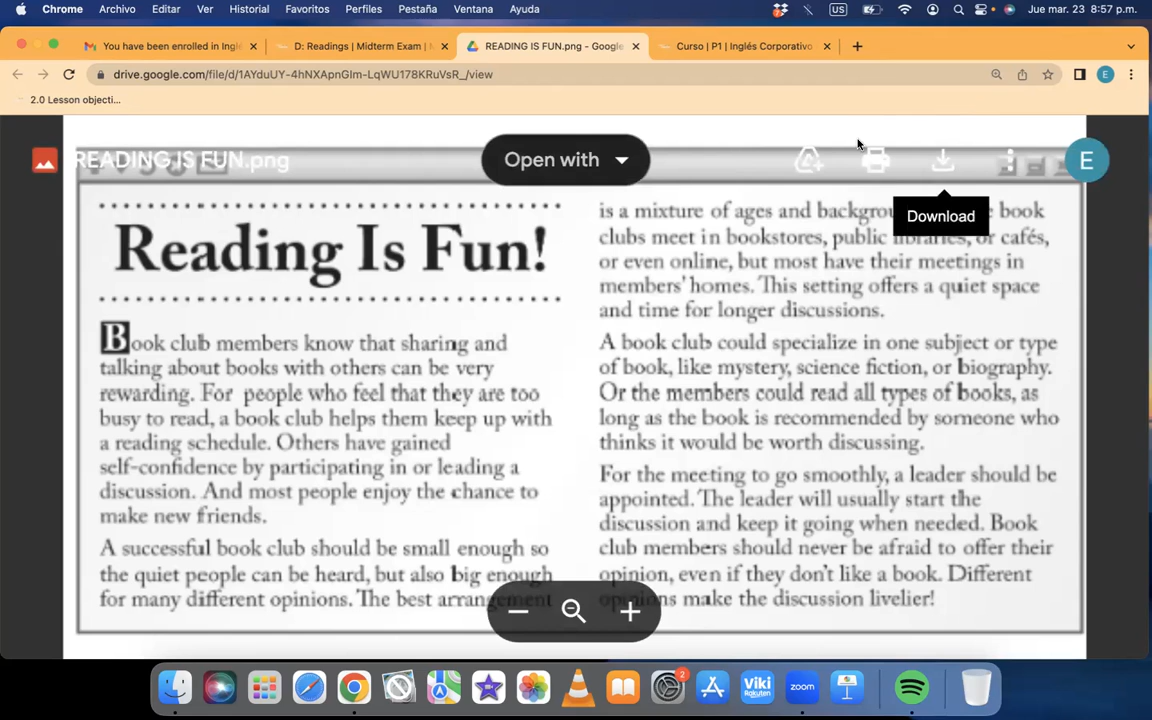 Chrome Archivo Editar Ver Historial Favoritos Perfiles Pestaña Ventana Ayuda US Jue mar. 23 8:57 p.m.
You have been enrolled in Ingl D: Readings | Midterm Exam | M READING IS FUN.png - Google Curso | P1 | Inglés Corporativo
drive.google.com/file/d/1AYduUY-4hNXApnGIm-LqWU178KRuVsR_/view E
2.0 Lesson objecti...
READING IS FUN.png Open with E
Download
Reading Is Fun!
Book club members know that sharing and
talking about books with others can be very
rewarding. For people who feel that they are too
busy to read, a book club helps them keep up with
a reading schedule. Others have gained
self-confidence by participating in or leading a
discussion. And most people enjoy the chance to
make new friends.
A successful book club should be small enough so
the quiet people can be heard, but also big enough
for many different opinions. The best arrangement
is a mixture of ages and book
clubs meet in bookstores, public libraries, or cafés,
or even online, but most have their meetings in
members' homes. This setting offers a quiet space
and time for longer discussions.
A book club could specialize in one subject or type
of book, like mystery, science fiction, or biography.
Or the members could read all types of books, as
long as the book is recommended by someone who
thinks it would be worth discussing.
For the meeting to go smoothly, a leader should be
appointed. The leader will usually start the
discussion and keep it going when needed. Book
club members should never be afraid to offer their
opinion, even if they don't like a book. Different
opinions make the discussion livelier!
2
Viki
Rakuten
zoom